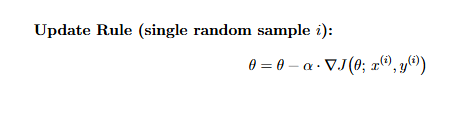 Update Rule (single random sample i):
θ = θ − α · ∇J(θ; x⁽ⁱ⁾, y⁽ⁱ⁾)